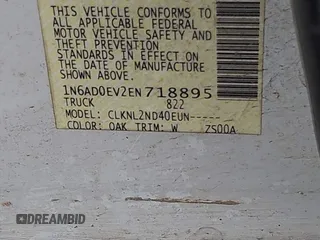 THIS VEHICLE CONFORMS TO
ALL APPLICABLE FEDERAL
MOTOR VEHICLE SAFETY AND
THEFT PREVENTION
STANDARDS IN EFFECT ON
THE DATE OF MANUFACTURE
SHOWN ABOVE.
1N6AD0EV2EN718895
TRUCK 822
MODEL: CLKNL2ND40EUN-----
COLOR: OAK TRIM: W ZS00A
DREAMBID